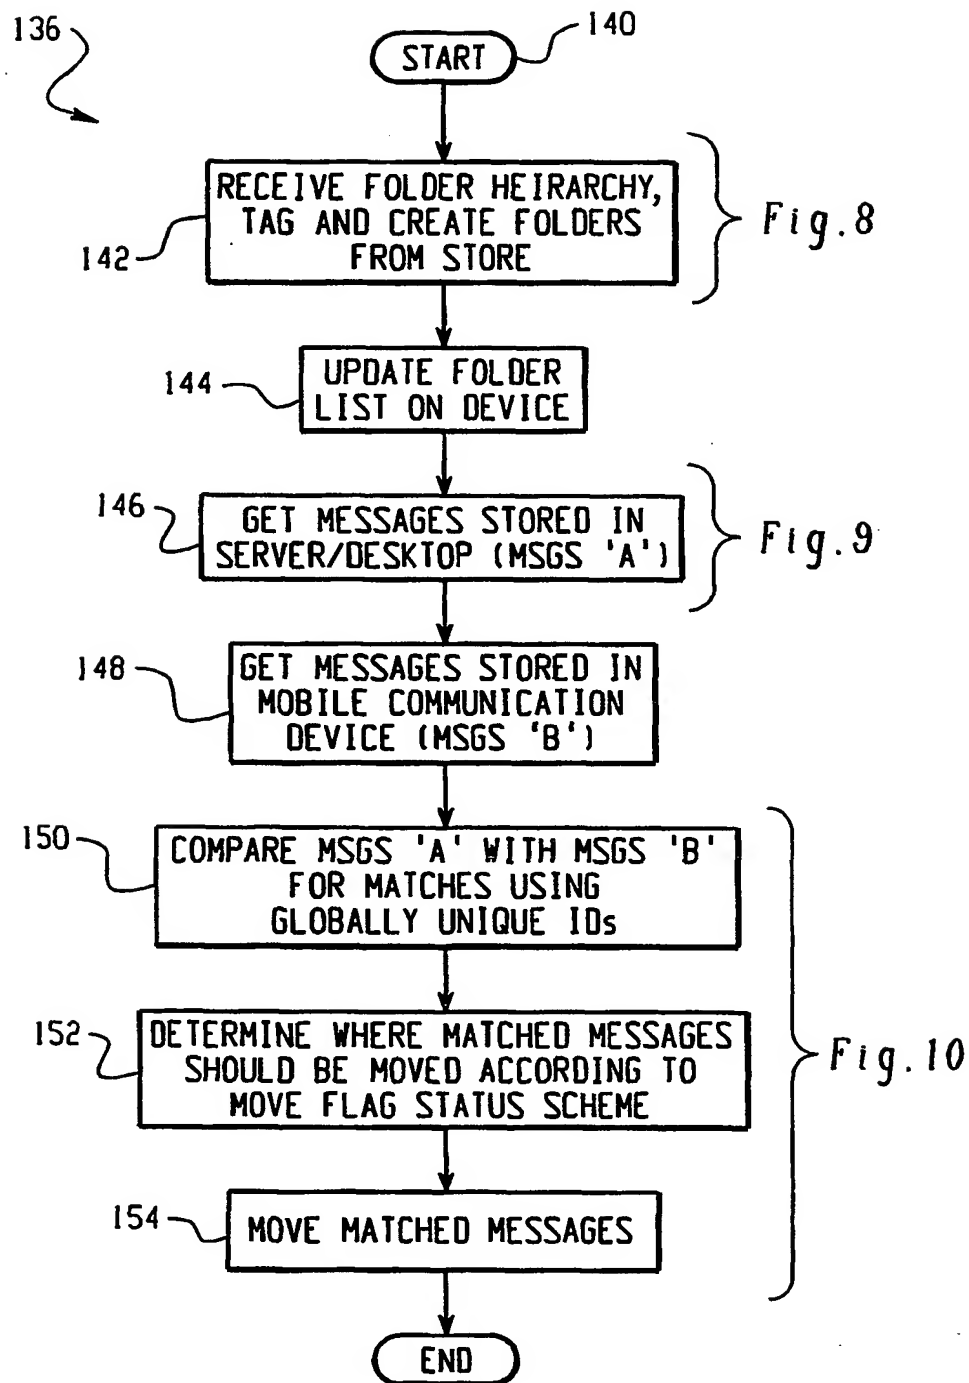 136
START
140
RECEIVE FOLDER HEIRARCHY,
TAG AND CREATE FOLDERS
FROM STORE
142
Fig.8
UPDATE FOLDER
LIST ON DEVICE
144
146
GET MESSAGES STORED IN
SERVER/DESKTOP (MSGS 'A')
Fig.9
148
GET MESSAGES STORED IN
MOBILE COMMUNICATION
DEVICE (MSGS 'B')
150
COMPARE MSGS 'A' WITH MSGS 'B'
FOR MATCHES USING
GLOBALLY UNIQUE IDs
152
DETERMINE WHERE MATCHED MESSAGES
SHOULD BE MOVED ACCORDING TO
MOVE FLAG STATUS SCHEME
Fig.10
154
MOVE MATCHED MESSAGES
END